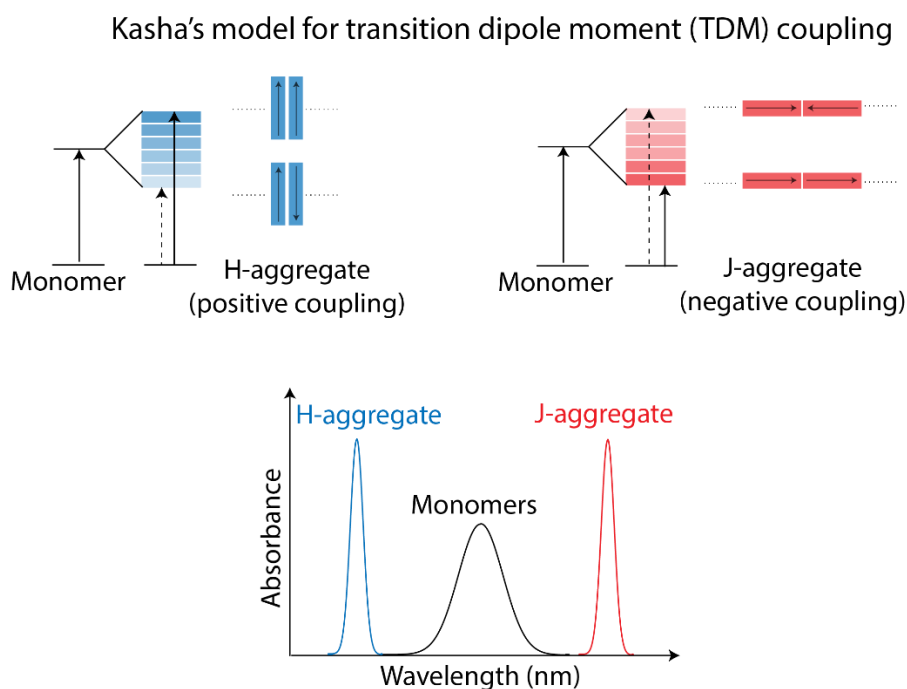 Kasha's model for transition dipole moment (TDM) coupling
Monomer
H-aggregate
(positive coupling)
Monomer
J-aggregate
(negative coupling)
H-aggregate
J-aggregate
Monomers
Absorbance
Wavelength (nm)